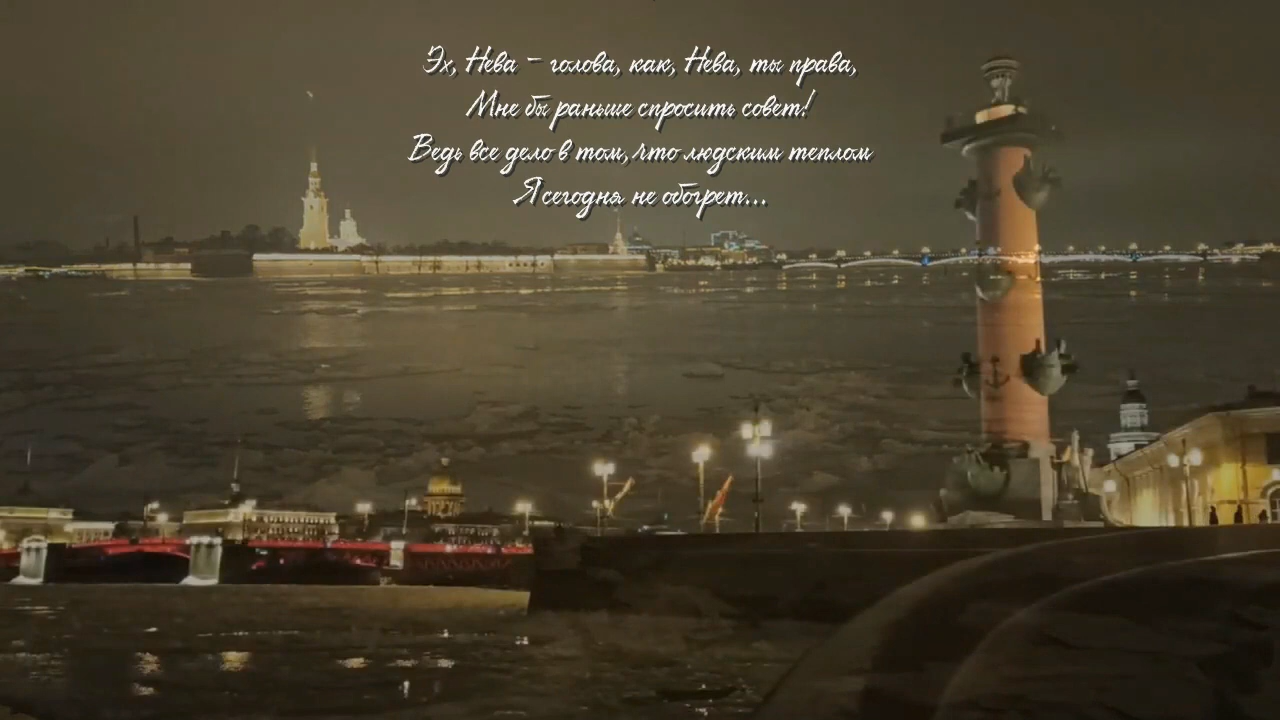 Эх, Нева – голова, как, Нева, ты права,
Мне бы раньше спросить совет!
Ведь все дело в том, что людским теплом
Я сегодня не обогрет...